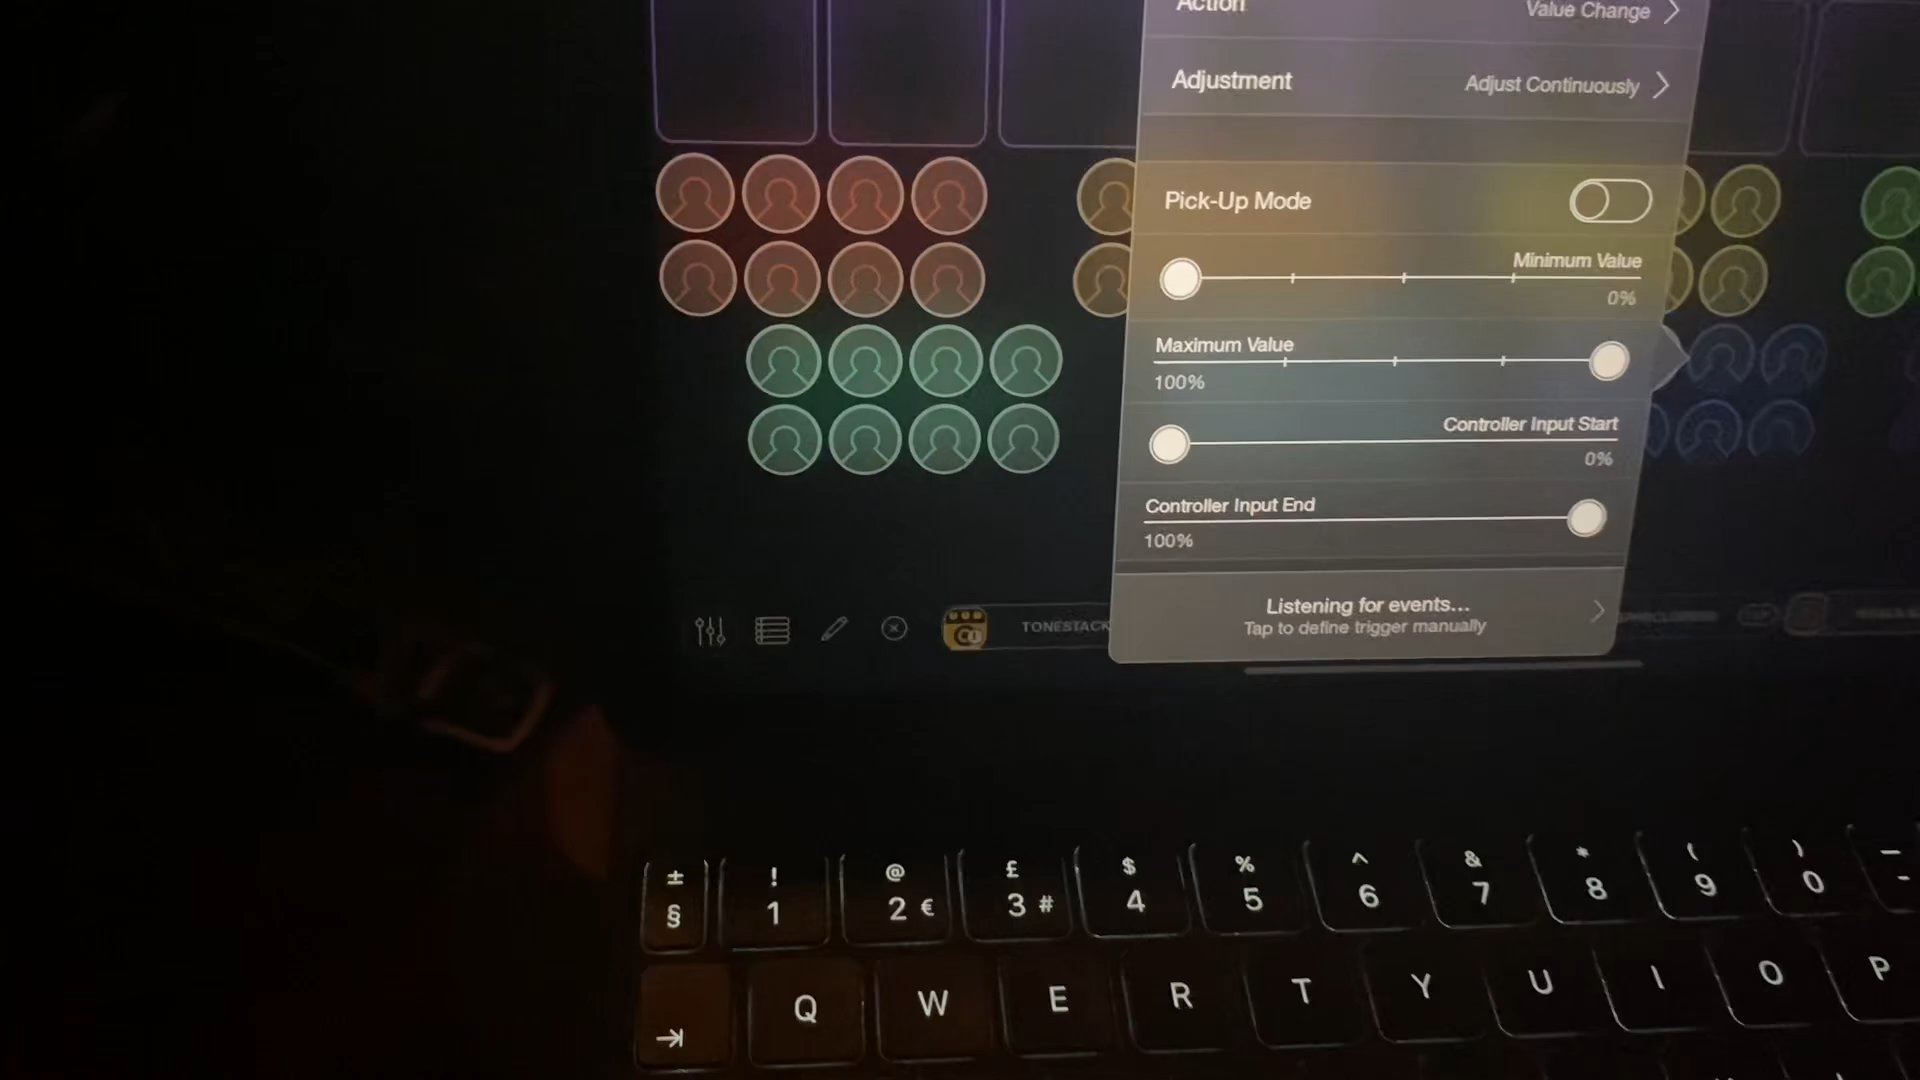 Action
Value Change
Adjustment
Adjust Continuously
Pick-Up Mode
Minimum Value
0%
Maximum Value
100%
Controller Input Start
0%
Controller Input End
100%
Listening for events...
Tap to define trigger manually
TONESTACK
± ! @ £ $ % ^ & * ( ) _
§ 1 2 € 3 # 4 5 6 7 8 9 0 -
Q W E R T Y U I O P